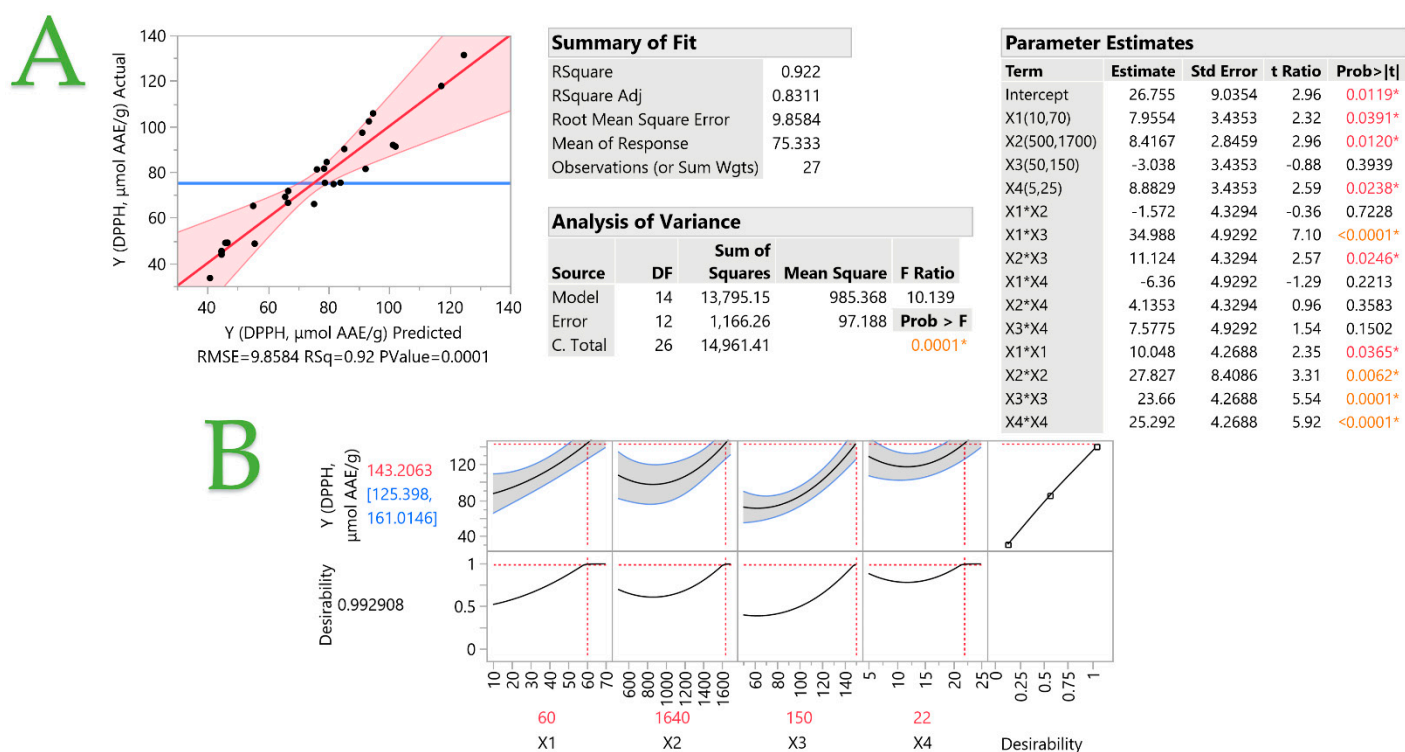 A
Y (DPPH, µmol AAE/g) Actual
140
120
100
80
60
40
40 60 80 100 120 140
Y (DPPH, µmol AAE/g) Predicted
RMSE=9.8584 RSq=0.92 PValue=0.0001
Summary of Fit
RSquare 0.922
RSquare Adj 0.8311
Root Mean Square Error 9.8584
Mean of Response 75.333
Observations (or Sum Wgts) 27
Analysis of Variance
Source DF Sum of Squares Mean Square F Ratio
Model 14 13,795.15 985.368 10.139
Error 12 1,166.26 97.188 Prob > F
C. Total 26 14,961.41 0.0001*
Parameter Estimates
Term Estimate Std Error t Ratio Prob>|t|
Intercept 26.755 9.0354 2.96 0.0119*
X1(10,70) 7.9554 3.4353 2.32 0.0391*
X2(500,1700) 8.4167 2.8459 2.96 0.0120*
X3(50,150) -3.038 3.4353 -0.88 0.3939
X4(5,25) 8.8829 3.4353 2.59 0.0238*
X1*X2 -1.572 4.3294 -0.36 0.7228
X1*X3 34.988 4.9292 7.10 <0.0001*
X2*X3 11.124 4.3294 2.57 0.0246*
X1*X4 -6.36 4.9292 -1.29 0.2213
X2*X4 4.1353 4.3294 0.96 0.3583
X3*X4 7.5775 4.9292 1.54 0.1502
X1*X1 10.048 4.2688 2.35 0.0365*
X2*X2 27.827 8.4086 3.31 0.0062*
X3*X3 23.66 4.2688 5.54 0.0001*
X4*X4 25.292 4.2688 5.92 <0.0001*
B
Y (DPPH,
µmol AAE/g)
143.2063
[125.398,
161.0146]
120
80
40
Desirability
0.992908
1
0.5
0
10 20 30 40 50 60 70
600 800 1000 1200 1400 1600
60 80 100 120 140
5 10 15 20 25
0 0.25 0.5 0.75 1
60 1640 150 22
X1 X2 X3 X4 Desirability